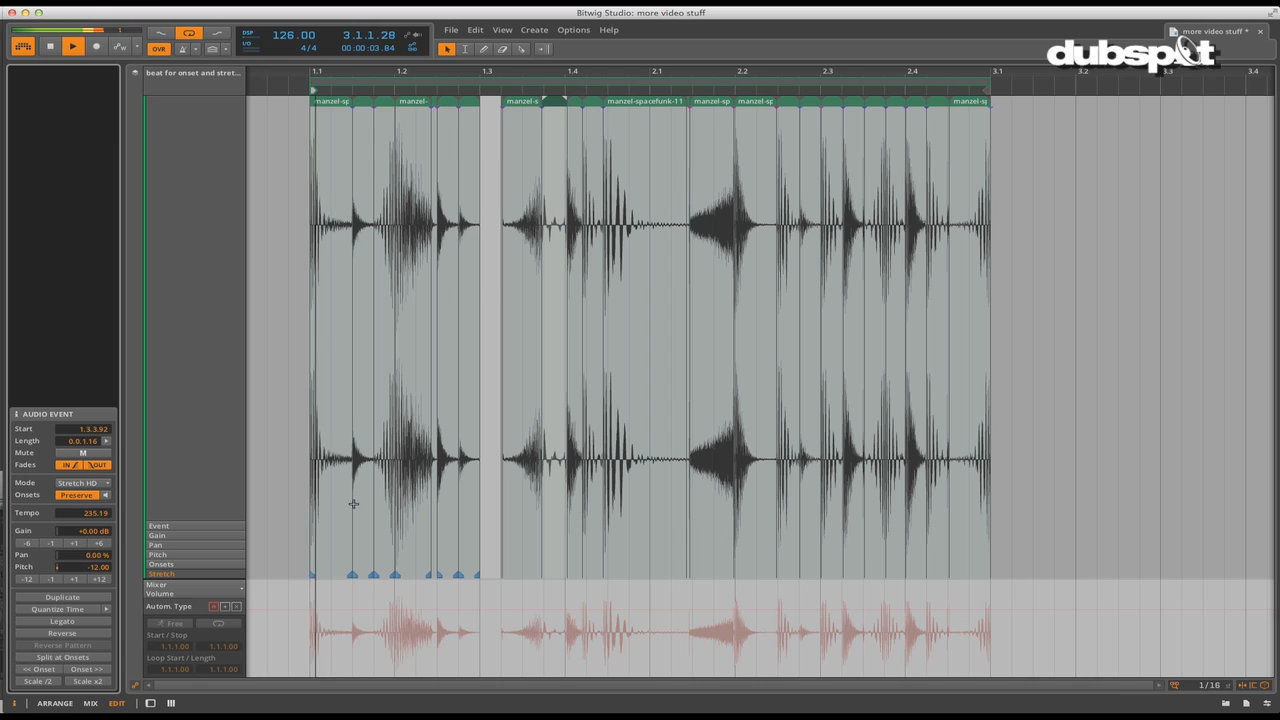 Bitwig Studio: more video stuff
DSP
I/O
126.00
4/4
3.1.1.28
00:00:03.84
OVR
File Edit View Create Options Help
more video stuff *
dubspot
beat for onset and stret...
1.1 1.2 1.3 1.4 2.1 2.2 2.3 2.4 3.1 3.2 3.3 3.4
manzel-sp manzel- manzel-s manzel-spacefunk-11 manzel-sp manzel-sp manzel-sp
AUDIO EVENT
Start 1.3.3.92
Length 0.0.1.16
Mute M
Fades IN OUT
Mode Stretch HD
Onsets Preserve
Tempo 235.19
Gain +0.00 dB
-6 -1 +1 +6
Pan 0.00 %
Pitch -12.00
-12 -1 +1 +12
Duplicate
Quantize Time
Legato
Reverse
Reverse Pattern
Split at Onsets
<< Onset Onset >>
Scale /2 Scale x2
Event
Gain
Pan
Pitch
Onsets
Stretch
Mixer
Volume
Autom. Type
Free
Start / Stop
1.1.1.00 1.1.1.00
Loop Start / Length
1.1.1.00 1.1.1.00
1/16
i ARRANGE MIX EDIT